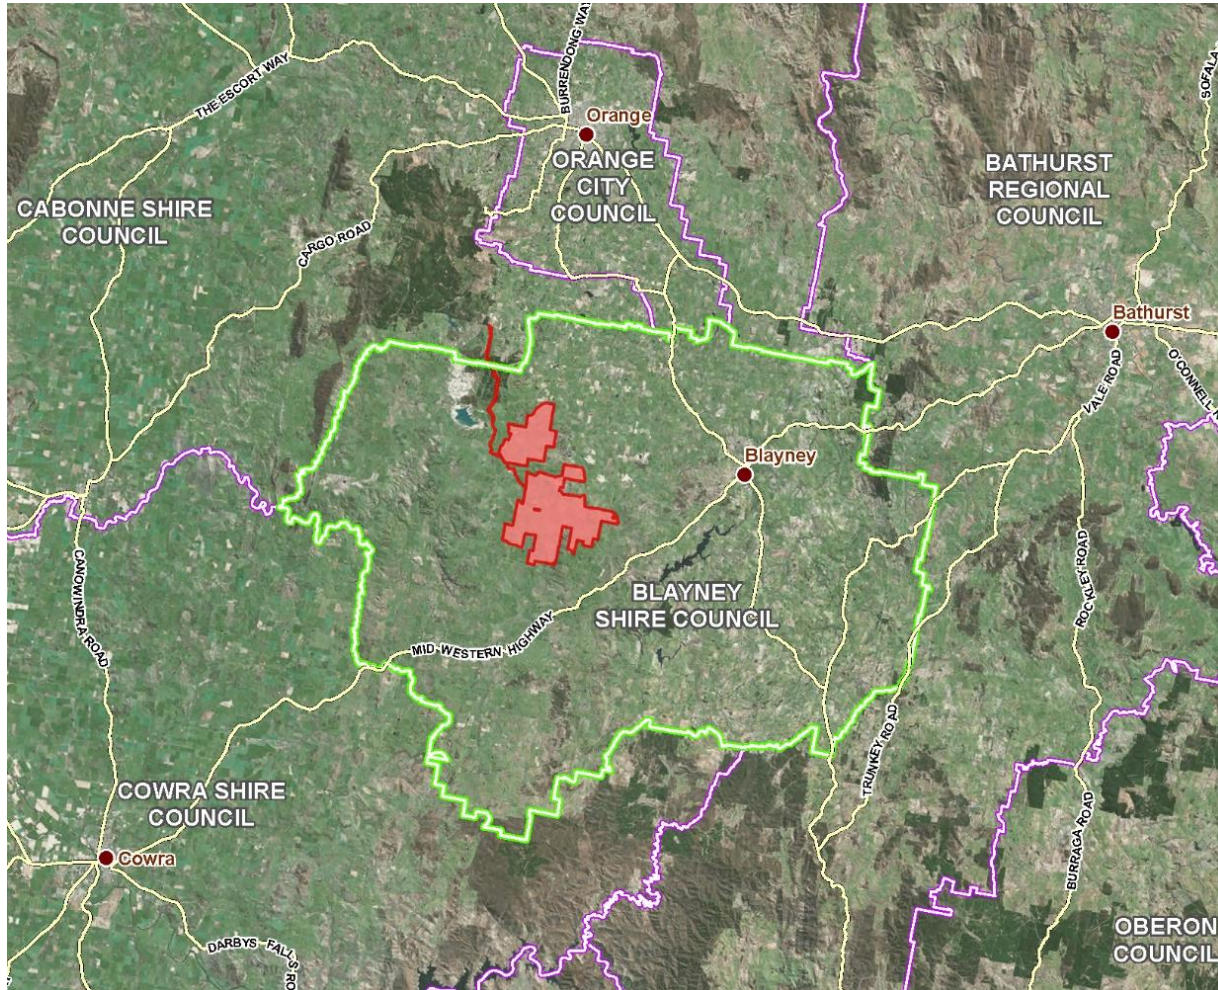 BURRENDONG WAY
SOFALA
THE ESCORT WAY
Orange
ORANGE
CITY
COUNCIL
BATHURST
REGIONAL
COUNCIL
CABONNE SHIRE
COUNCIL
CARGO ROAD
Bathurst
O'CONNELL
VALE ROAD
Blayney
CANOWINDRA ROAD
ROCKLEY ROAD
BLAYNEY
SHIRE COUNCIL
MID WESTERN HIGHWAY
TRUNKEY ROAD
COWRA SHIRE
COUNCIL
Cowra
BURRAGA ROAD
OBERON
COUNCIL
DARBYS FALLS RO